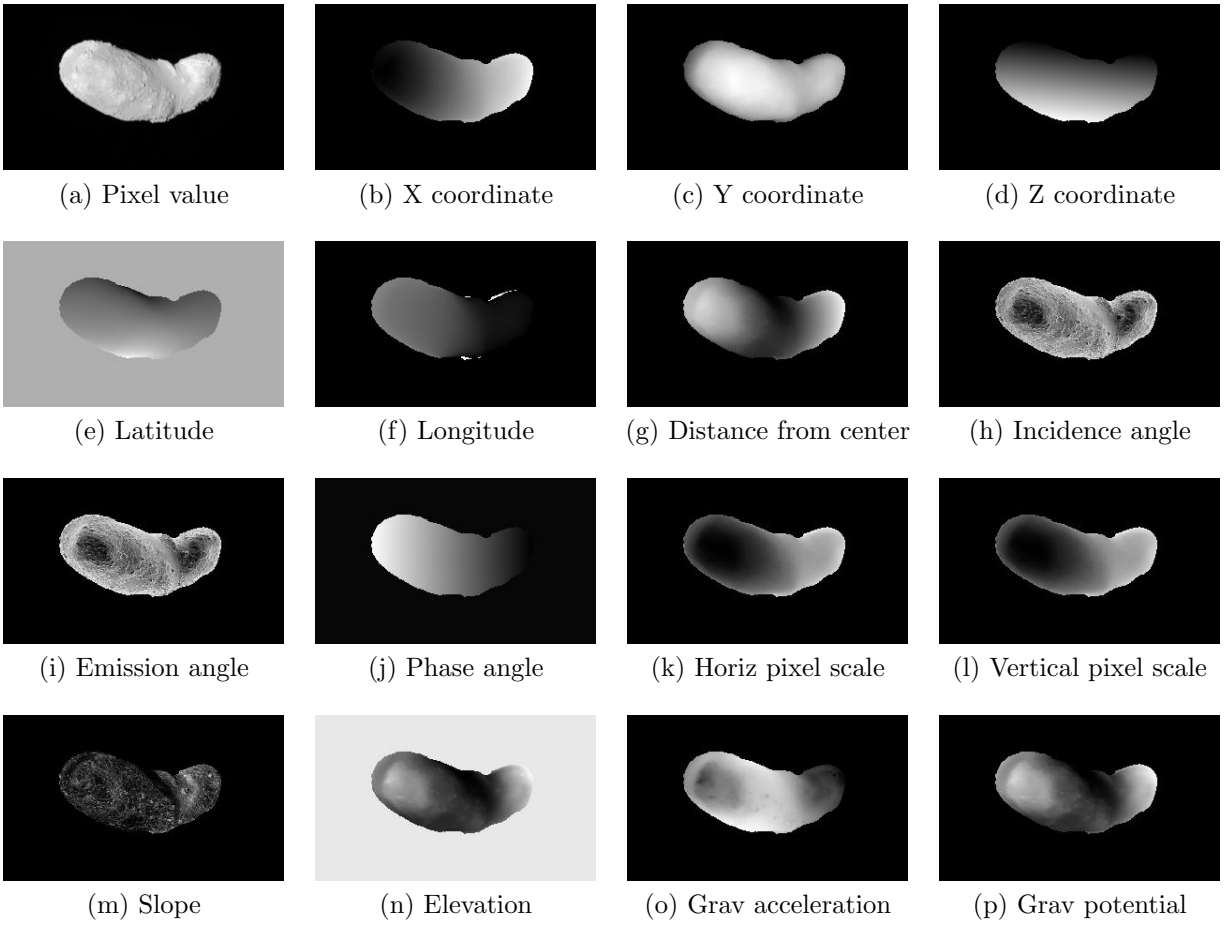 (a) Pixel value
(b) X coordinate
(c) Y coordinate
(d) Z coordinate
(e) Latitude
(f) Longitude
(g) Distance from center
(h) Incidence angle
(i) Emission angle
(j) Phase angle
(k) Horiz pixel scale
(l) Vertical pixel scale
(m) Slope
(n) Elevation
(o) Grav acceleration
(p) Grav potential